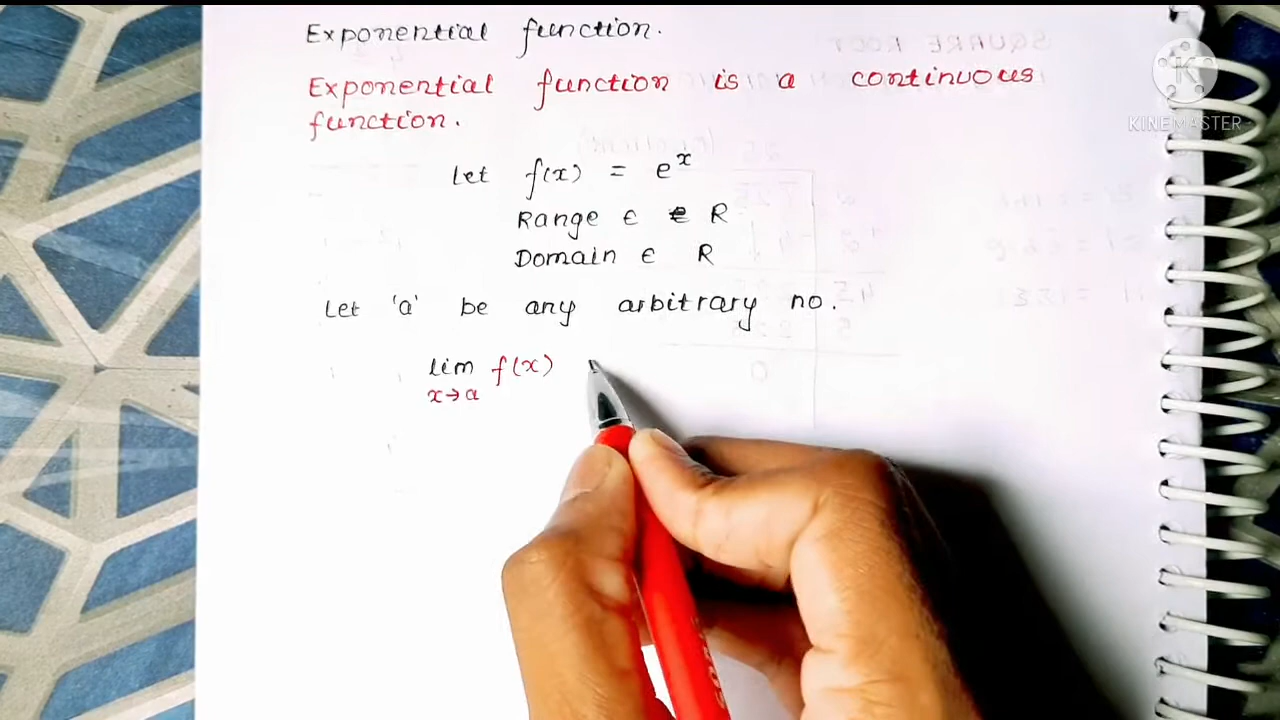 Exponential function.
Exponential function is a continuous
function.
Let f(x) = e^x
Range ∈ R
Domain ∈ R
Let 'a' be any arbitrary no.
lim f(x)
x→a
KINEMASTER